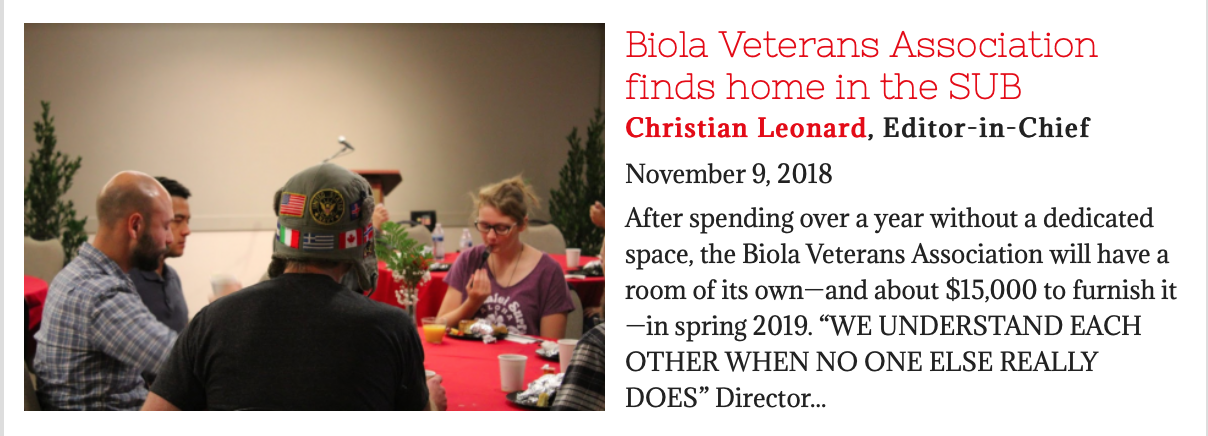 Biola Veterans Association
finds home in the SUB
Christian Leonard, Editor-in-Chief
November 9, 2018
After spending over a year without a dedicated
space, the Biola Veterans Association will have a
room of its own—and about $15,000 to furnish it
—in spring 2019. “WE UNDERSTAND EACH
OTHER WHEN NO ONE ELSE REALLY
DOES” Director...